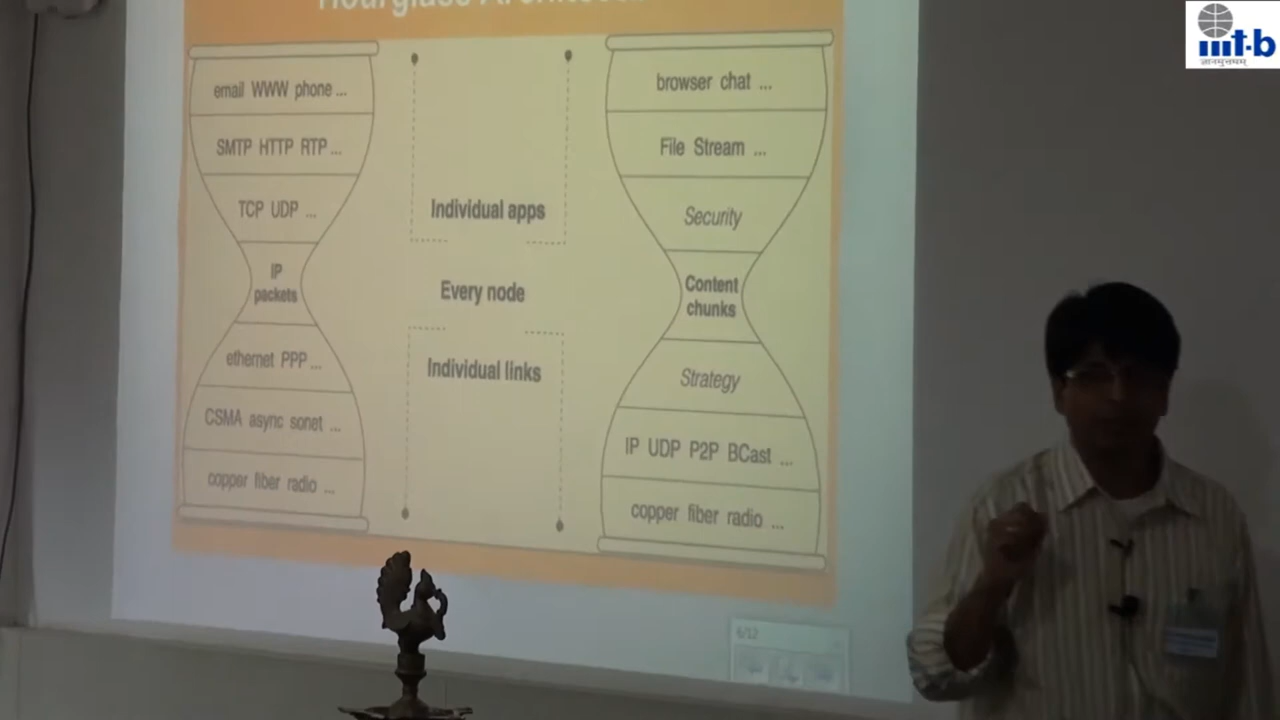 Hourglass
email WWW phone ...
SMTP HTTP RTP ...
TCP UDP ...
IP
packets
ethernet PPP ...
CSMA async sonet ...
copper fiber radio ...
Individual apps
Every node
Individual links
browser chat ...
File Stream ...
Security
Content
chunks
Strategy
IP UDP P2P BCast ...
copper fiber radio ...
6/12
iiit-b
ज्ञानमुत्तमम्